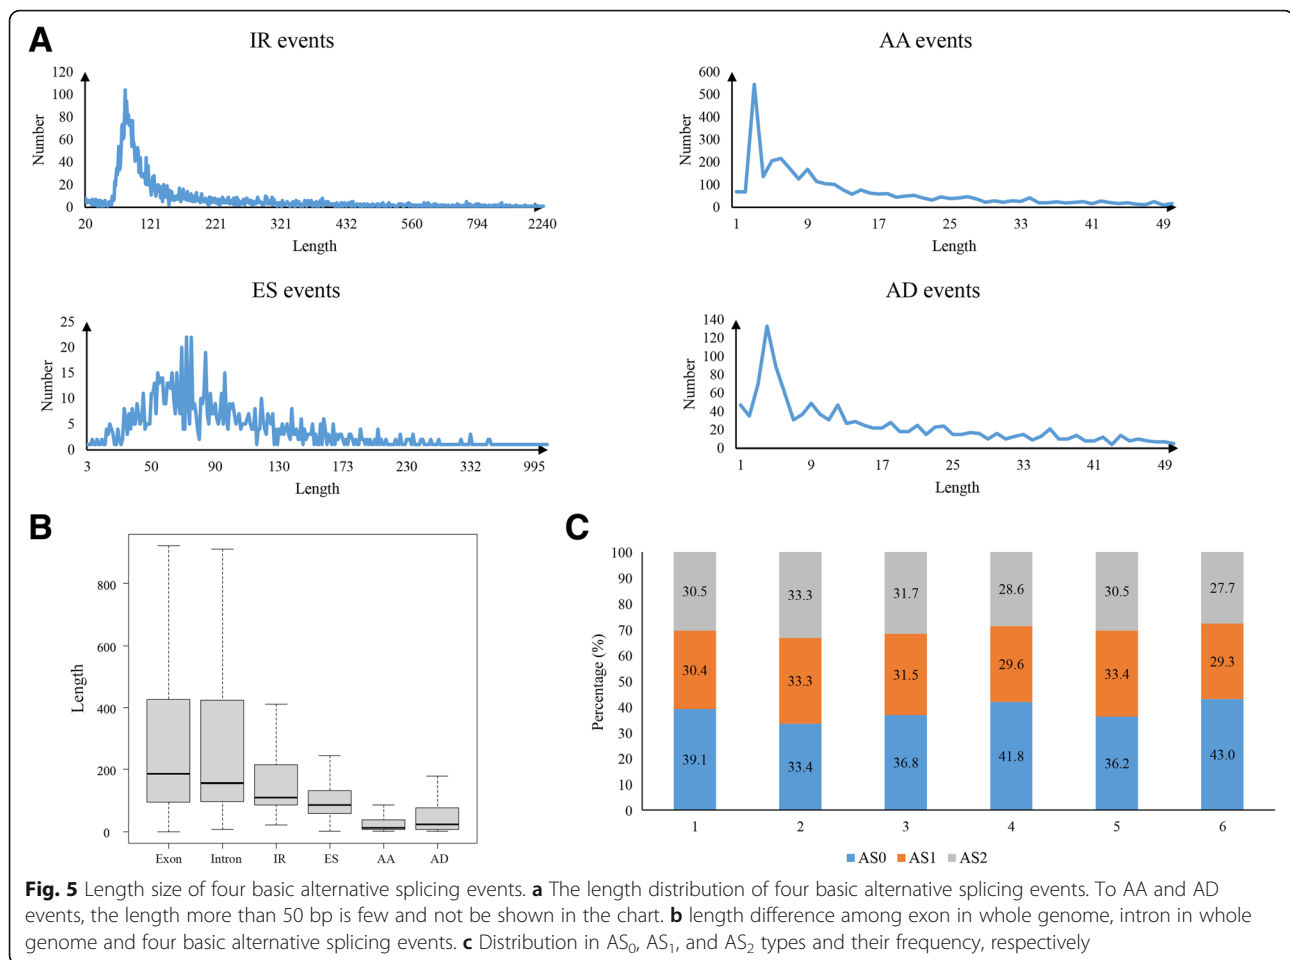 A
IR events
Number
120
100
80
60
40
20
0
20 121 221 321 432 560 794 2240
Length
AA events
Number
600
500
400
300
200
100
0
1 9 17 25 33 41 49
Length
ES events
Number
25
20
15
10
5
0
3 50 90 130 173 230 332 995
Length
AD events
Number
140
120
100
80
60
40
20
0
1 9 17 25 33 41 49
Length
B
Length
800
600
400
200
0
Exon Intron IR ES AA AD
C
Percentage (%)
100
90
80
70
60
50
40
30
20
10
0
30.5 33.3 31.7 28.6 30.5 27.7
30.4 33.3 31.5 29.6 33.4 29.3
39.1 33.4 36.8 41.8 36.2 43.0
1 2 3 4 5 6
AS0 AS1 AS2
Fig. 5 Length size of four basic alternative splicing events. a The length distribution of four basic alternative splicing events. To AA and AD
events, the length more than 50 bp is few and not be shown in the chart. b length difference among exon in whole genome, intron in whole
genome and four basic alternative splicing events. c Distribution in AS0, AS1, and AS2 types and their frequency, respectively